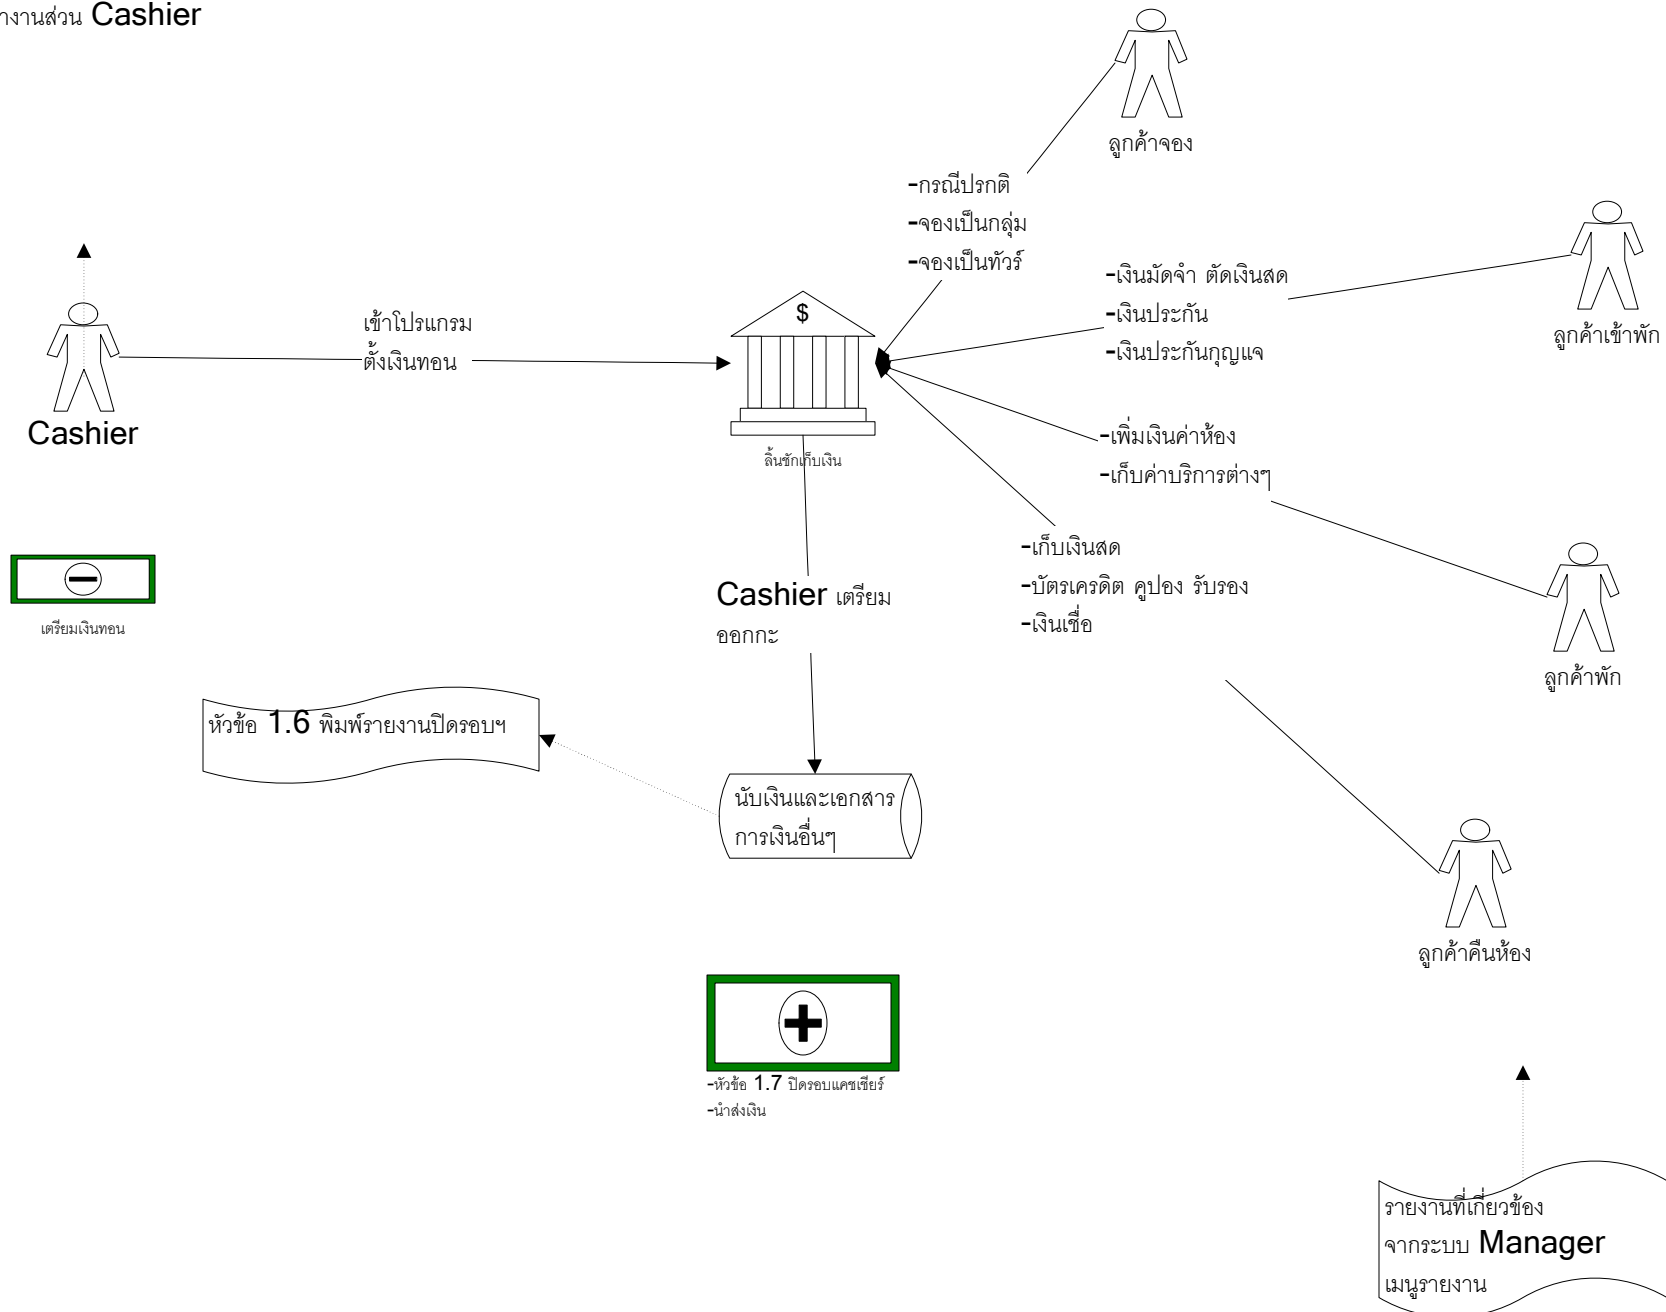 งานส่วน Cashier
ลูกค้าจอง
-กรณีปรกติ
-จองเป็นกลุ่ม
-จองเป็นทัวร์
-เงินมัดจำ ตัดเงินสด
-เงินประกัน
-เงินประกันกุญแจ
ลูกค้าเข้าพัก
เข้าโปรแกรม
ตั้งเงินทอน
$
Cashier
ลิ้นชักเก็บเงิน
-เพิ่มเงินค่าห้อง
-เก็บค่าบริการต่างๆ
-เก็บเงินสด
-บัตรเครดิต คูปอง รับรอง
-เงินเชื่อ
Cashier เตรียม
ออกกะ
เตรียมเงินทอน
ลูกค้าพัก
หัวข้อ 1.6 พิมพ์รายงานปิดรอบฯ
นับเงินและเอกสาร
การเงินอื่นๆ
ลูกค้าคืนห้อง
-หัวข้อ 1.7 ปิดรอบแคชเชียร์
-นำส่งเงิน
รายงานที่เกี่ยวข้อง
จากระบบ Manager
เมนูรายงาน